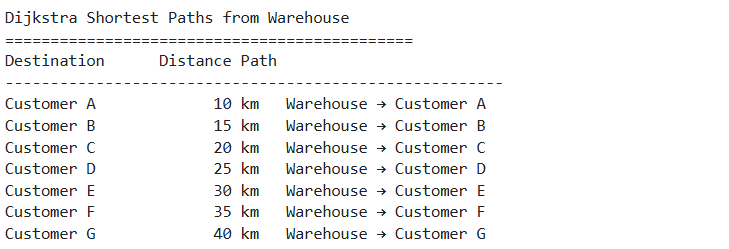 Dijkstra Shortest Paths from Warehouse
=============================================
Destination      Distance Path
-------------------------------------------------------
Customer A             10 km   Warehouse → Customer A
Customer B             15 km   Warehouse → Customer B
Customer C             20 km   Warehouse → Customer C
Customer D             25 km   Warehouse → Customer D
Customer E             30 km   Warehouse → Customer E
Customer F             35 km   Warehouse → Customer F
Customer G             40 km   Warehouse → Customer G